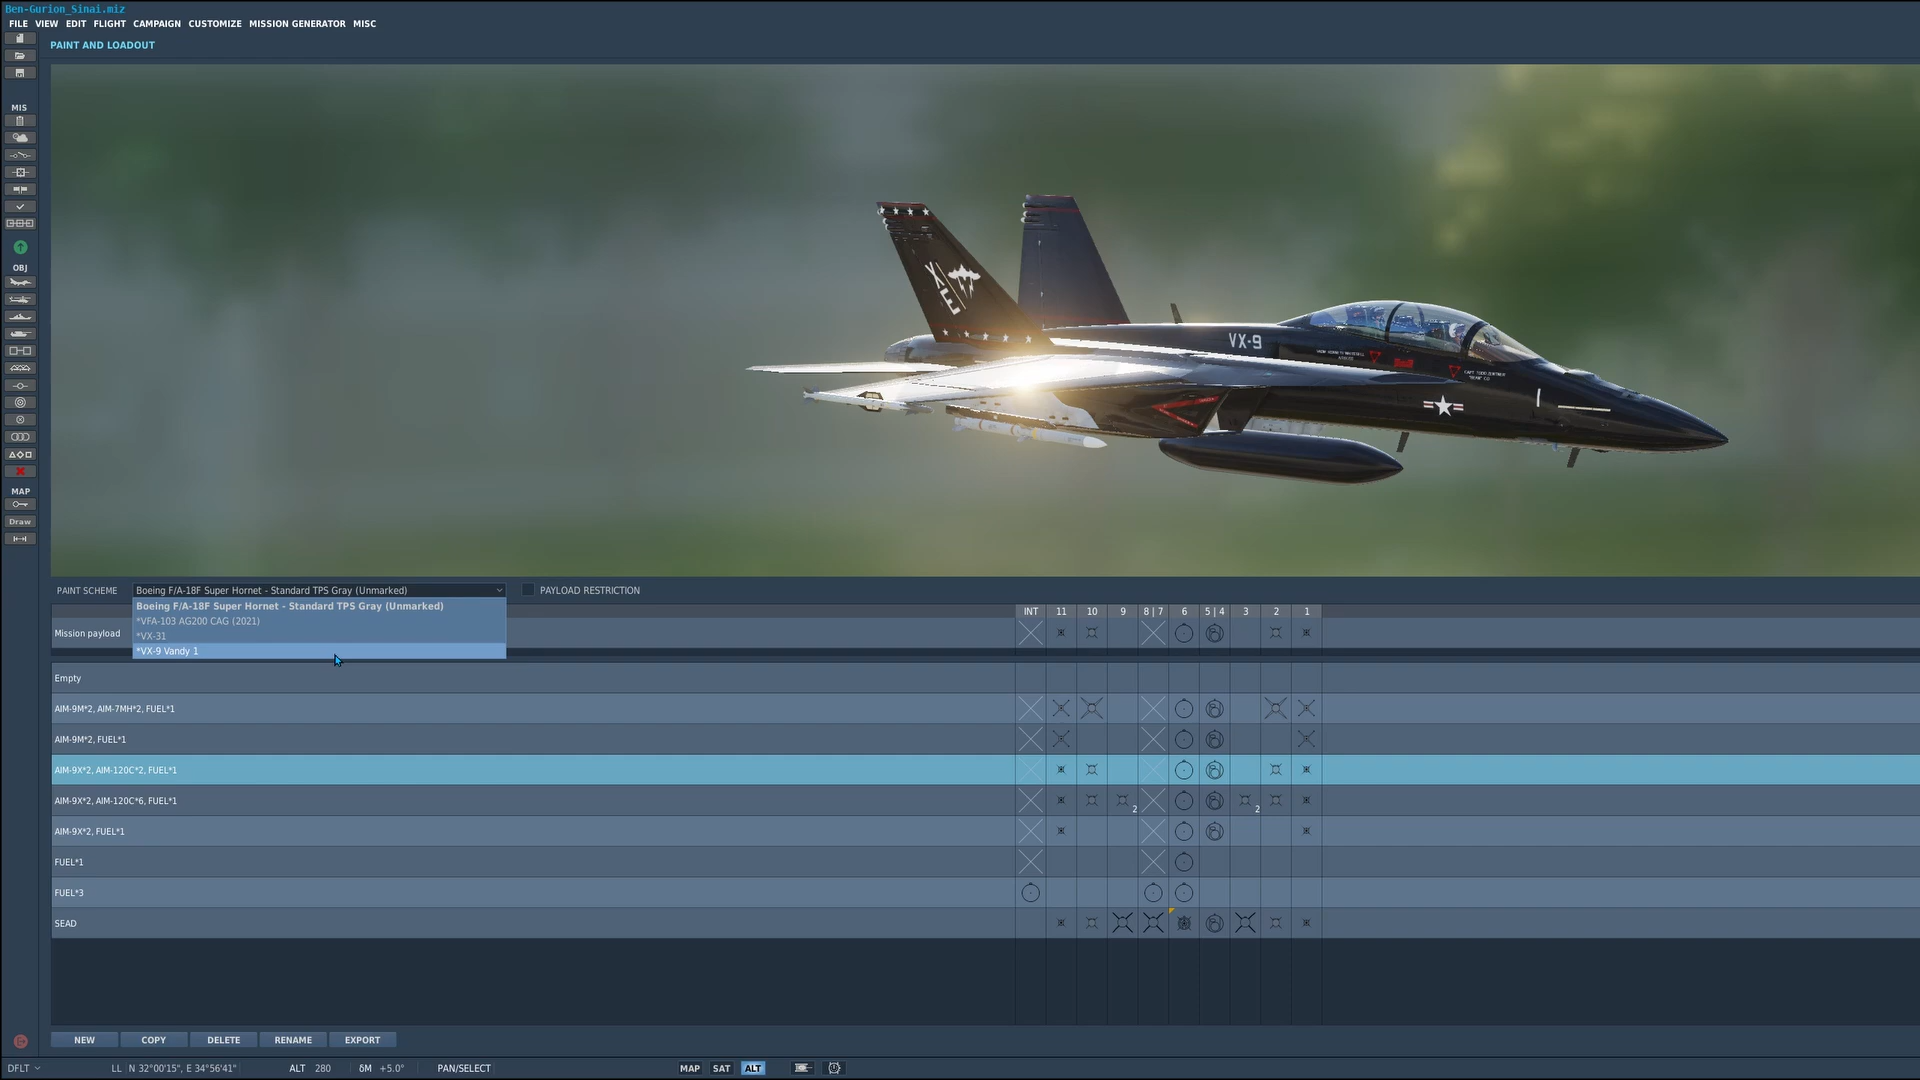 Ben-Gurion_Sinai.miz
FILE VIEW EDIT FLIGHT CAMPAIGN CUSTOMIZE MISSION GENERATOR MISC
PAINT AND LOADOUT
MIS
OBJ
MAP
Draw
XE
VX-9
PAINT SCHEME Boeing F/A-18F Super Hornet - Standard TPS Gray (Unmarked) PAYLOAD RESTRICTION
Boeing F/A-18F Super Hornet - Standard TPS Gray (Unmarked)
*VFA-103 AG200 CAG (2021)
*VX-31
*VX-9 Vandy 1
INT 11 10 9 8 | 7 6 5 | 4 3 2 1
Mission payload
Empty
AIM-9M*2, AIM-7MH*2, FUEL*1
AIM-9M*2, FUEL*1
AIM-9X*2, AIM-120C*2, FUEL*1
AIM-9X*2, AIM-120C*6, FUEL*1 2 2
AIM-9X*2, FUEL*1
FUEL*1
FUEL*3
SEAD
NEW COPY DELETE RENAME EXPORT
DFLT LL N 32°00'15", E 34°56'41" ALT 280 δM +5.0° PAN/SELECT MAP SAT ALT